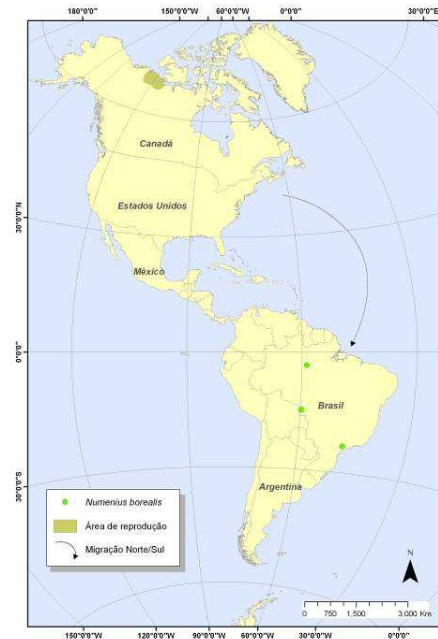 180°0'0" 150°0'0"W 60°0'0"W 0°0'0" 30°0'0"E
Canadá
Estados Unidos
30°0'0"N
México
0°0'0"
Brasil
30°0'0"S
Argentina
Numenius borealis
Área de reprodução
Migração Norte/Sul
N
0 750 1,500 3.000 Km
150°0'0"W 120°0'0"W 90°0'0"W 60°0'0"W 30°0'0"W 0°0'0"